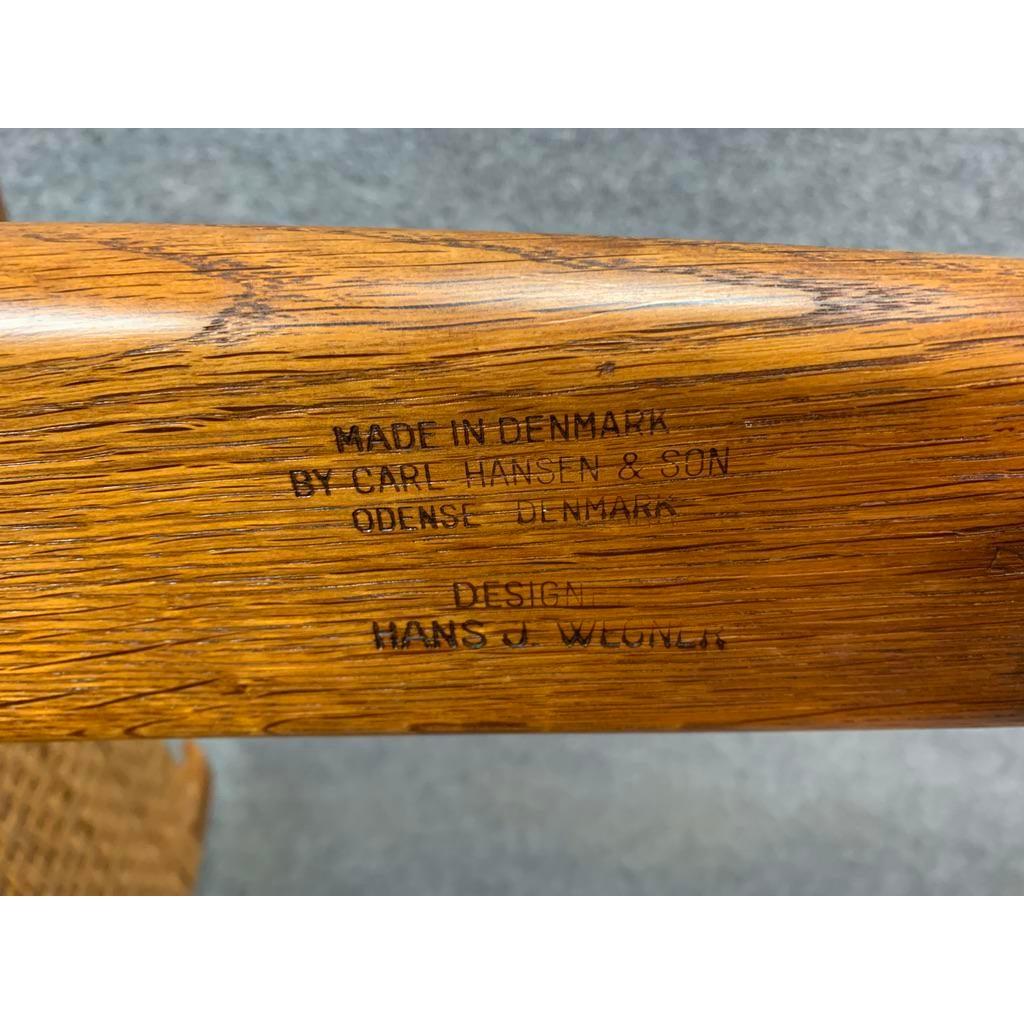 MADE IN DENMARK
BY CARL HANSEN & SON
ODENSE DENMARK
DESIGN
HANS J. WEGNER